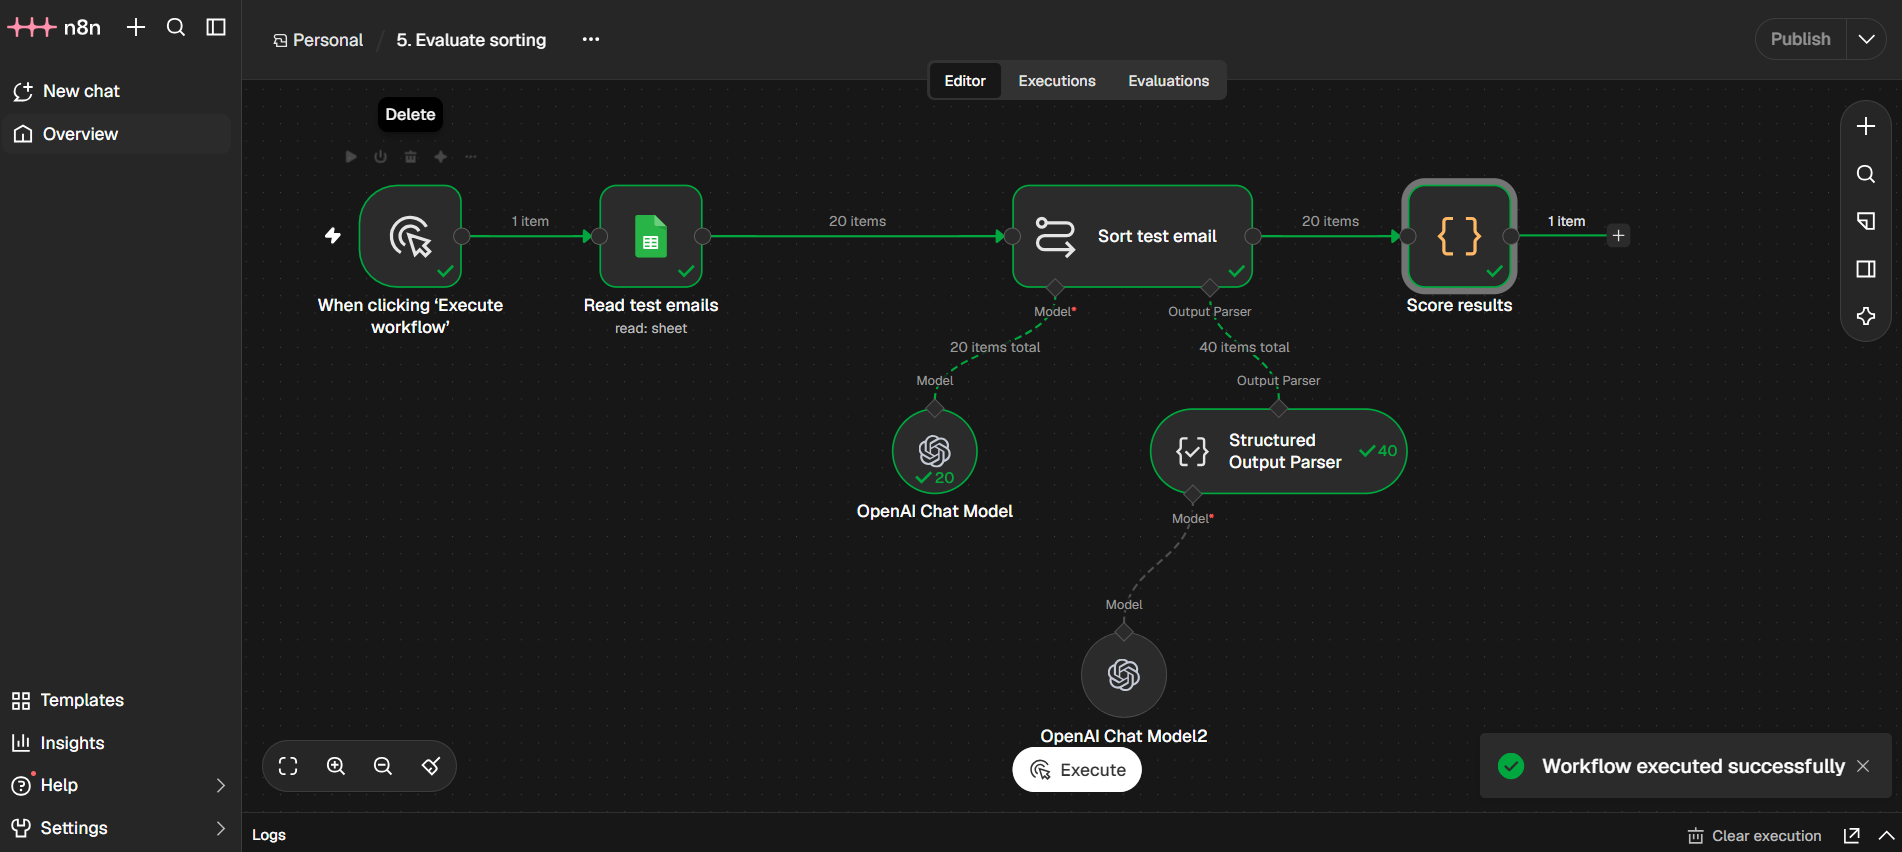 n8n
Personal / 5. Evaluate sorting ...
Publish
Editor
Executions
Evaluations
New chat
Overview
Delete
1 item
20 items
20 items
1 item
Sort test email
When clicking ‘Execute
workflow’
Read test emails
read: sheet
Score results
Model*
Output Parser
20 items total
40 items total
Model
Output Parser
Structured
Output Parser
40
20
OpenAI Chat Model
Model*
Model
OpenAI Chat Model2
Execute
Workflow executed successfully
Templates
Insights
Help
Settings
Logs
Clear execution